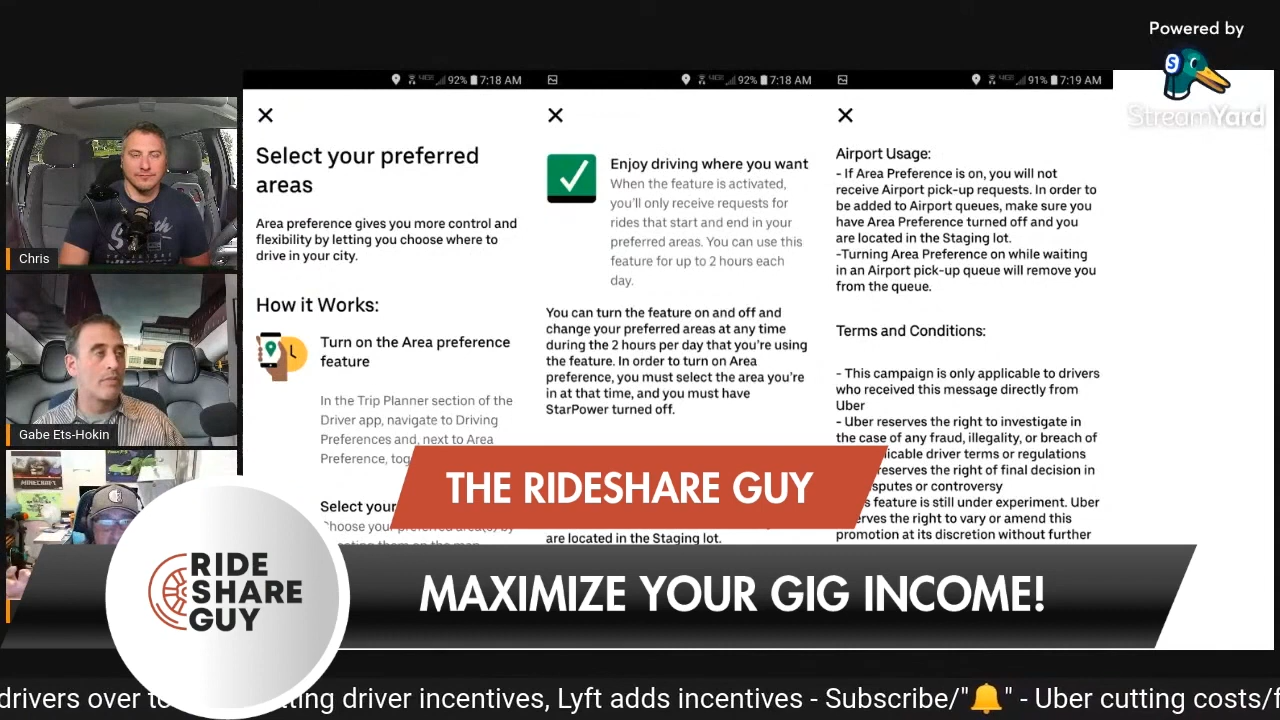 Powered by
StreamYard
92% 7:18 AM
92% 7:18 AM
91% 7:19 AM
Chris
Gabe Ets-Hokin
Select your preferred
areas
Area preference gives you more control and
flexibility by letting you choose where to
drive in your city.
How it Works:
Turn on the Area preference
feature
In the Trip Planner section of the
Driver app, navigate to Driving
Preferences and, next to Area
Preference,
Select your
Choose your preferred area(s) by
Enjoy driving where you want
When the feature is activated,
you'll only receive requests for
rides that start and end in your
preferred areas. You can use this
feature for up to 2 hours each
day.
You can turn the feature on and off and
change your preferred areas at any time
during the 2 hours per day that you're using
the feature. In order to turn on Area
preference, you must select the area you're
in at that time, and you must have
StarPower turned off.
are located in the Staging lot.
Airport Usage:
- If Area Preference is on, you will not
receive Airport pick-up requests. In order to
be added to Airport queues, make sure you
have Area Preference turned off and you
are located in the Staging lot.
-Turning Area Preference on while waiting
in an Airport pick-up queue will remove you
from the queue.
Terms and Conditions:
- This campaign is only applicable to drivers
who received this message directly from
Uber
- Uber reserves the right to investigate in
the case of any fraud, illegality, or breach of
driver terms or regulations
reserves the right of final decision in
or controversy
feature is still under experiment. Uber
the right to vary or amend this
promotion at its discretion without further
MINECRAFT
THE RIDESHARE GUY
MAXIMIZE YOUR GIG INCOME!
RIDE
SHARE
GUY
drivers over driver incentives, Lyft adds incentives - Subscribe/"🔔" - Uber cutting costs/